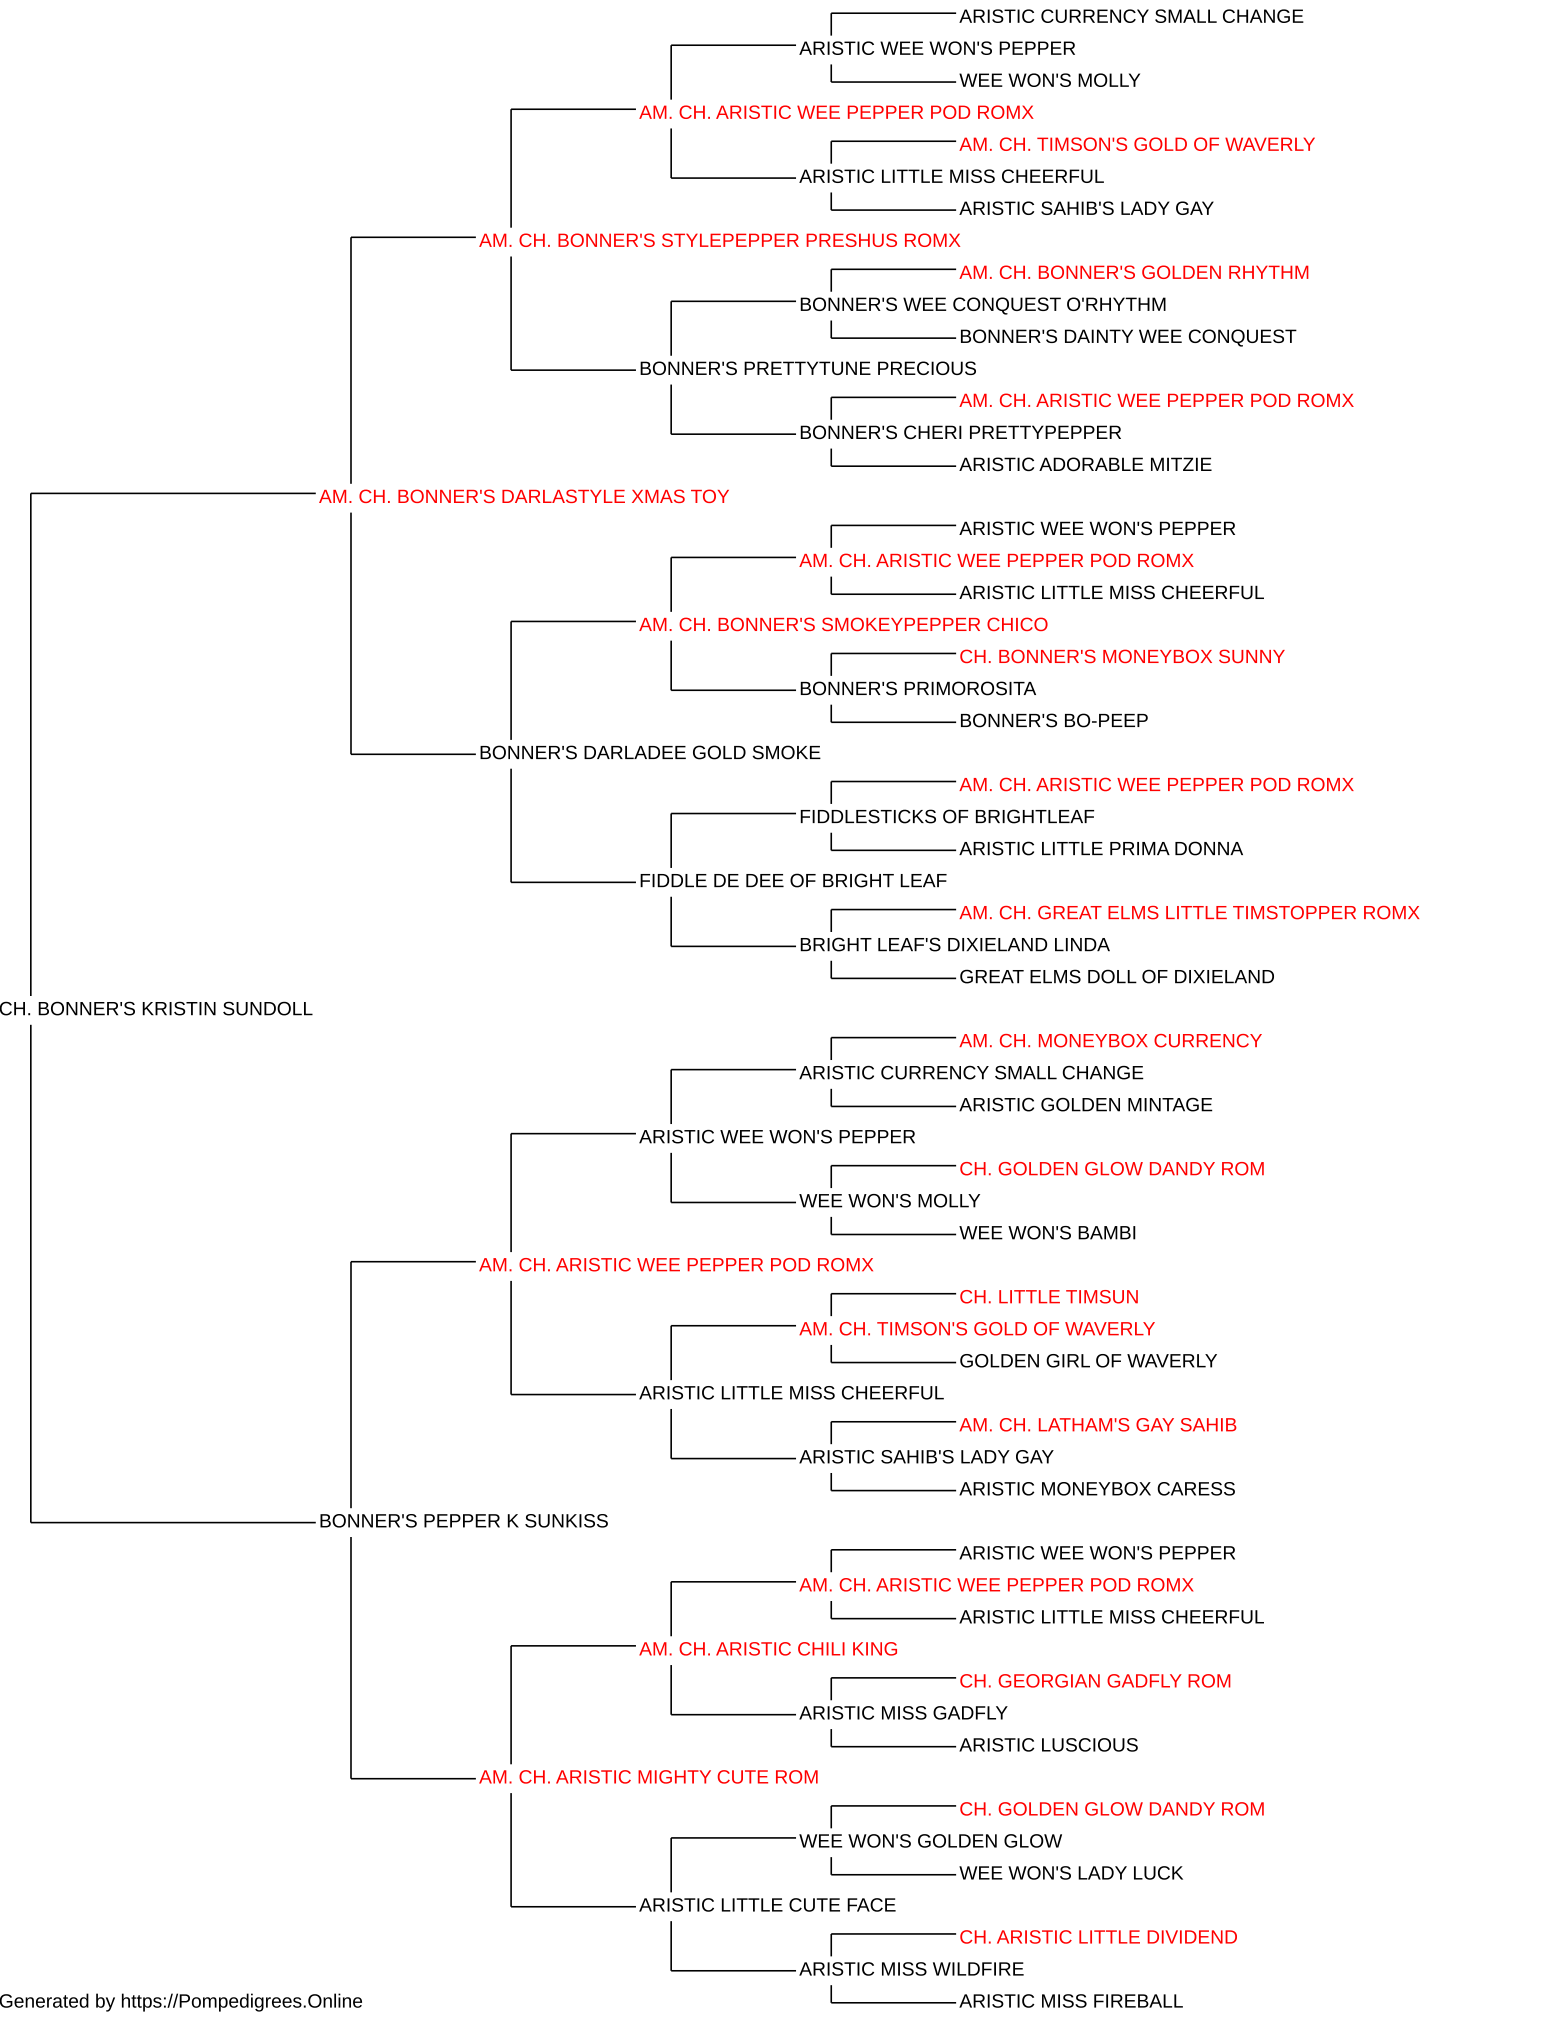 ARISTIC CURRENCY SMALL CHANGE
ARISTIC WEE WON'S PEPPER
WEE WON'S MOLLY
AM. CH. ARISTIC WEE PEPPER POD ROMX
AM. CH. TIMSON'S GOLD OF WAVERLY
ARISTIC LITTLE MISS CHEERFUL
ARISTIC SAHIB'S LADY GAY
AM. CH. BONNER'S STYLEPEPPER PRESHUS ROMX
AM. CH. BONNER'S GOLDEN RHYTHM
BONNER'S WEE CONQUEST O'RHYTHM
BONNER'S DAINTY WEE CONQUEST
BONNER'S PRETTYTUNE PRECIOUS
AM. CH. ARISTIC WEE PEPPER POD ROMX
BONNER'S CHERI PRETTYPEPPER
ARISTIC ADORABLE MITZIE
AM. CH. BONNER'S DARLASTYLE XMAS TOY
ARISTIC WEE WON'S PEPPER
AM. CH. ARISTIC WEE PEPPER POD ROMX
ARISTIC LITTLE MISS CHEERFUL
AM. CH. BONNER'S SMOKEYPEPPER CHICO
CH. BONNER'S MONEYBOX SUNNY
BONNER'S PRIMOROSITA
BONNER'S BO-PEEP
BONNER'S DARLADEE GOLD SMOKE
AM. CH. ARISTIC WEE PEPPER POD ROMX
FIDDLESTICKS OF BRIGHTLEAF
ARISTIC LITTLE PRIMA DONNA
FIDDLE DE DEE OF BRIGHT LEAF
AM. CH. GREAT ELMS LITTLE TIMSTOPPER ROMX
BRIGHT LEAF'S DIXIELAND LINDA
GREAT ELMS DOLL OF DIXIELAND
CH. BONNER'S KRISTIN SUNDOLL
AM. CH. MONEYBOX CURRENCY
ARISTIC CURRENCY SMALL CHANGE
ARISTIC GOLDEN MINTAGE
ARISTIC WEE WON'S PEPPER
CH. GOLDEN GLOW DANDY ROM
WEE WON'S MOLLY
WEE WON'S BAMBI
AM. CH. ARISTIC WEE PEPPER POD ROMX
CH. LITTLE TIMSUN
AM. CH. TIMSON'S GOLD OF WAVERLY
GOLDEN GIRL OF WAVERLY
ARISTIC LITTLE MISS CHEERFUL
AM. CH. LATHAM'S GAY SAHIB
ARISTIC SAHIB'S LADY GAY
ARISTIC MONEYBOX CARESS
BONNER'S PEPPER K SUNKISS
ARISTIC WEE WON'S PEPPER
AM. CH. ARISTIC WEE PEPPER POD ROMX
ARISTIC LITTLE MISS CHEERFUL
AM. CH. ARISTIC CHILI KING
CH. GEORGIAN GADFLY ROM
ARISTIC MISS GADFLY
ARISTIC LUSCIOUS
AM. CH. ARISTIC MIGHTY CUTE ROM
CH. GOLDEN GLOW DANDY ROM
WEE WON'S GOLDEN GLOW
WEE WON'S LADY LUCK
ARISTIC LITTLE CUTE FACE
CH. ARISTIC LITTLE DIVIDEND
ARISTIC MISS WILDFIRE
ARISTIC MISS FIREBALL
Generated by https://Pompedigrees.Online